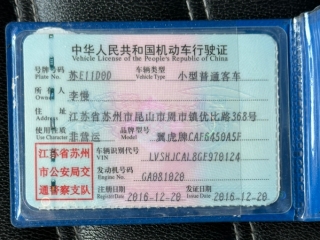 中华人民共和国机动车行驶证
Vehicle License of the People's Republic of China
号牌号码 苏E11D00 车辆类型 小型普通客车
Plate No. Vehicle Type
所有人 李俊
Owner
住址 江苏省苏州市昆山市周市镇优比路368号
Address
使用性质 非营运 品牌型号 翼虎牌CAF6450A5F
Use Character Model
江苏省苏州 车辆识别代号 LVSHJCAL8GE970124
VIN
市公安局交 发动机号码 GA081020
Engine No.
通警察支队 注册日期 2016-12-20 发证日期 2016-12-20
Register Date Issue Date